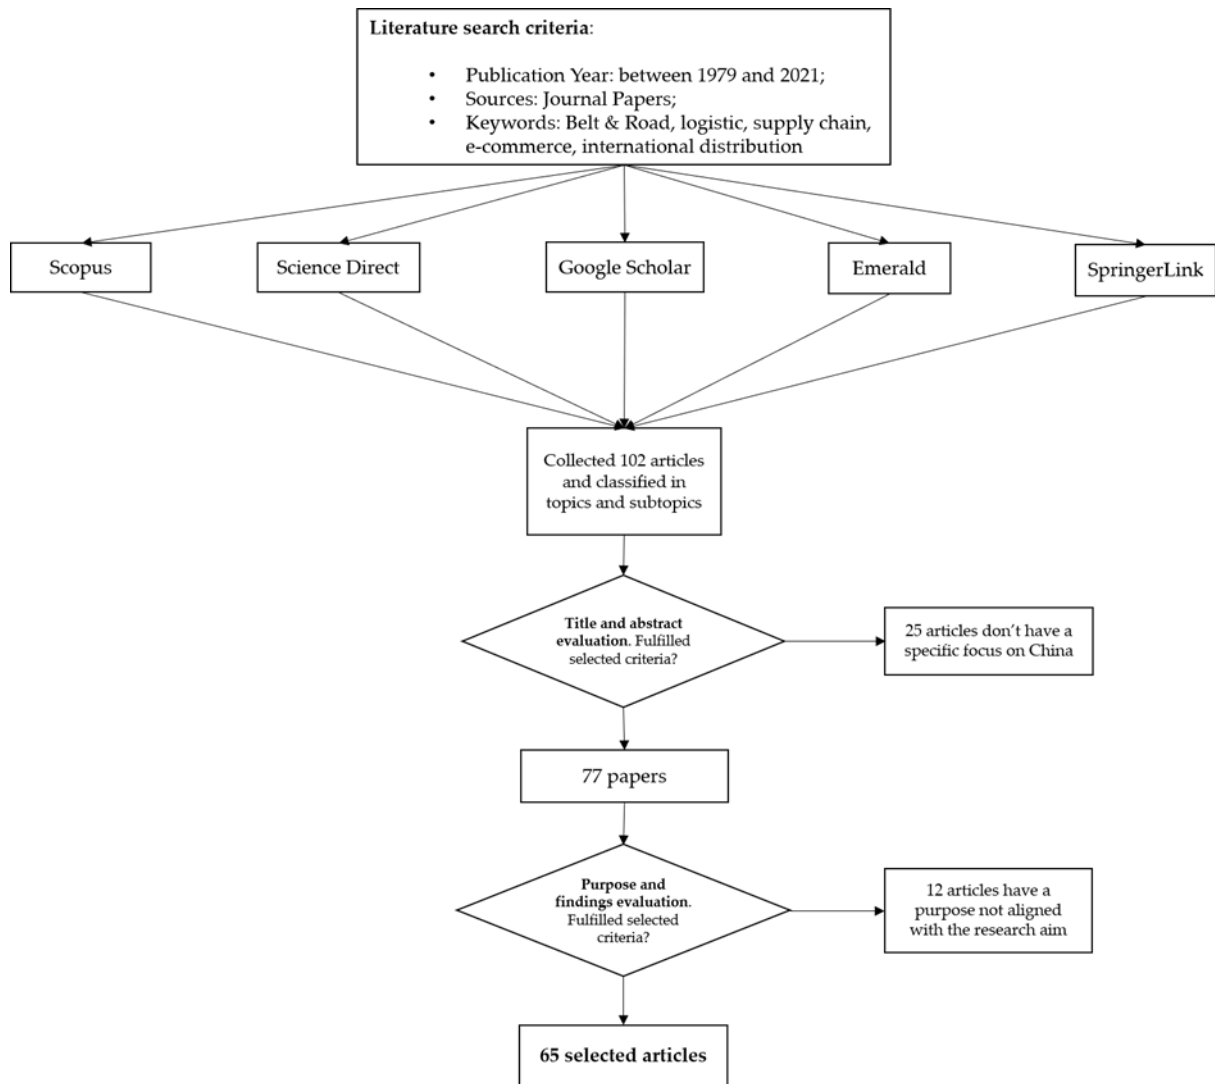 Literature search criteria:
• Publication Year: between 1979 and 2021;
• Sources: Journal Papers;
• Keywords: Belt & Road, logistic, supply chain,
e-commerce, international distribution
Scopus
Science Direct
Google Scholar
Emerald
SpringerLink
Collected 102 articles
and classified in
topics and subtopics
Title and abstract
evaluation. Fulfilled
selected criteria?
25 articles don't have a
specific focus on China
77 papers
Purpose and
findings evaluation.
Fulfilled selected
criteria?
12 articles have a
purpose not aligned
with the research aim
65 selected articles